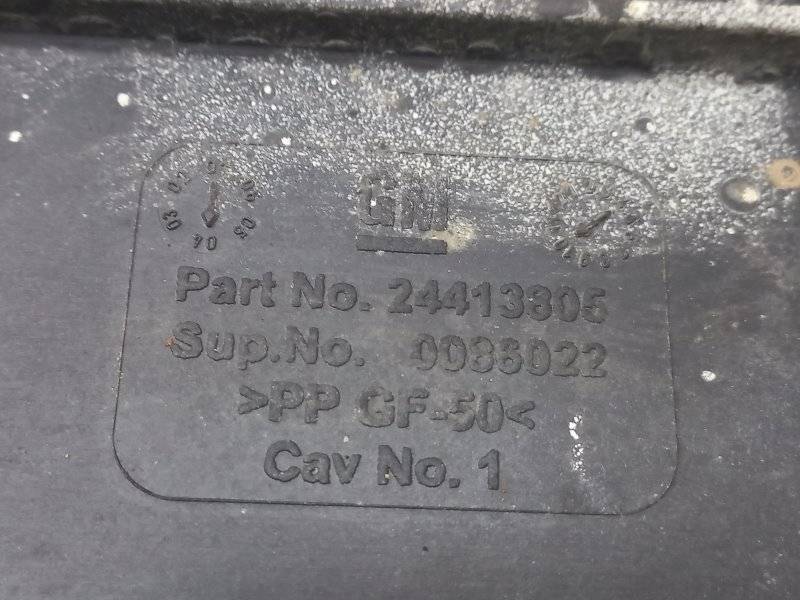 GM
Part No. 24413805
Sup.No. 0086022
>PP GF-50<
Cav No. 1